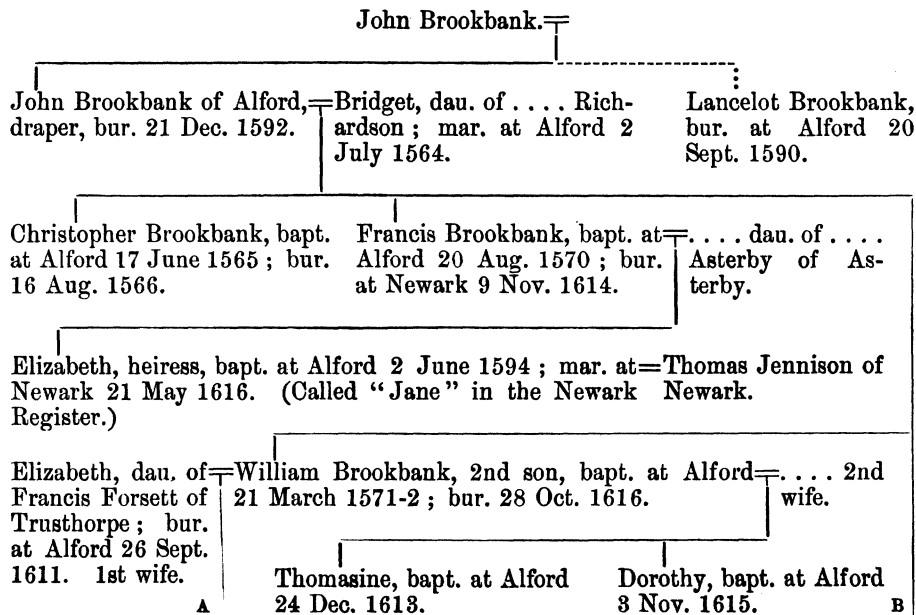 John Brookbank.
John Brookbank of Alford,
draper, bur. 21 Dec. 1592.
Bridget, dau. of .... Rich-
ardson ; mar. at Alford 2
July 1564.
Lancelot Brookbank,
bur. at Alford 20
Sept. 1590.
Christopher Brookbank, bapt.
at Alford 17 June 1565 ; bur.
16 Aug. 1566.
Francis Brookbank, bapt. at
Alford 20 Aug. 1570 ; bur.
at Newark 9 Nov. 1614.
.... dau. of ....
Asterby of As-
terby.
Elizabeth, heiress, bapt. at Alford 2 June 1594 ; mar. at
Newark 21 May 1616. (Called "Jane" in the Newark
Register.)
Thomas Jennison of
Newark.
Elizabeth, dau. of
Francis Forsett of
Trusthorpe ; bur.
at Alford 26 Sept.
1611. 1st wife.
William Brookbank, 2nd son, bapt. at Alford
21 March 1571-2 ; bur. 28 Oct. 1616.
.... 2nd
wife.
Thomasine, bapt. at Alford
24 Dec. 1613.
Dorothy, bapt. at Alford
3 Nov. 1615.
A
B